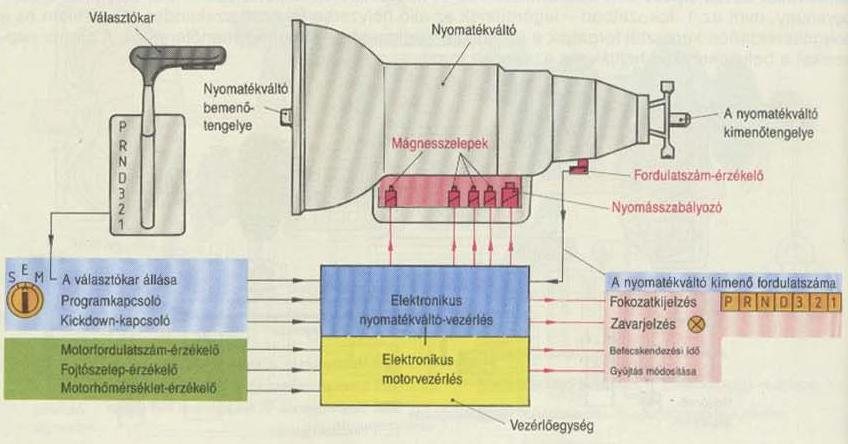 Választókar
Nyomatékváltó
Nyomatékváltó
bemenő-
tengelye
A nyomatékváltó
kimenőtengelye
P
R
N
D
3
2
1
Mágnesszelepek
Fordulatszám-érzékelő
Nyomásszabályozó
S E M
A választókar állása
Programkapcsoló
Kickdown-kapcsoló
Motorfordulatszám-érzékelő
Fojtószelep-érzékelő
Motorhőmérséklet-érzékelő
Elektronikus
nyomatékváltó-vezérlés
Elektronikus
motorvezérlés
A nyomatékváltó kimenő fordulatszáma
Fokozatkijelzés P R N D 3 2 1
Zavarjelzés
Befecskendezési idő
Gyújtás módosítása
Vezérlőegység